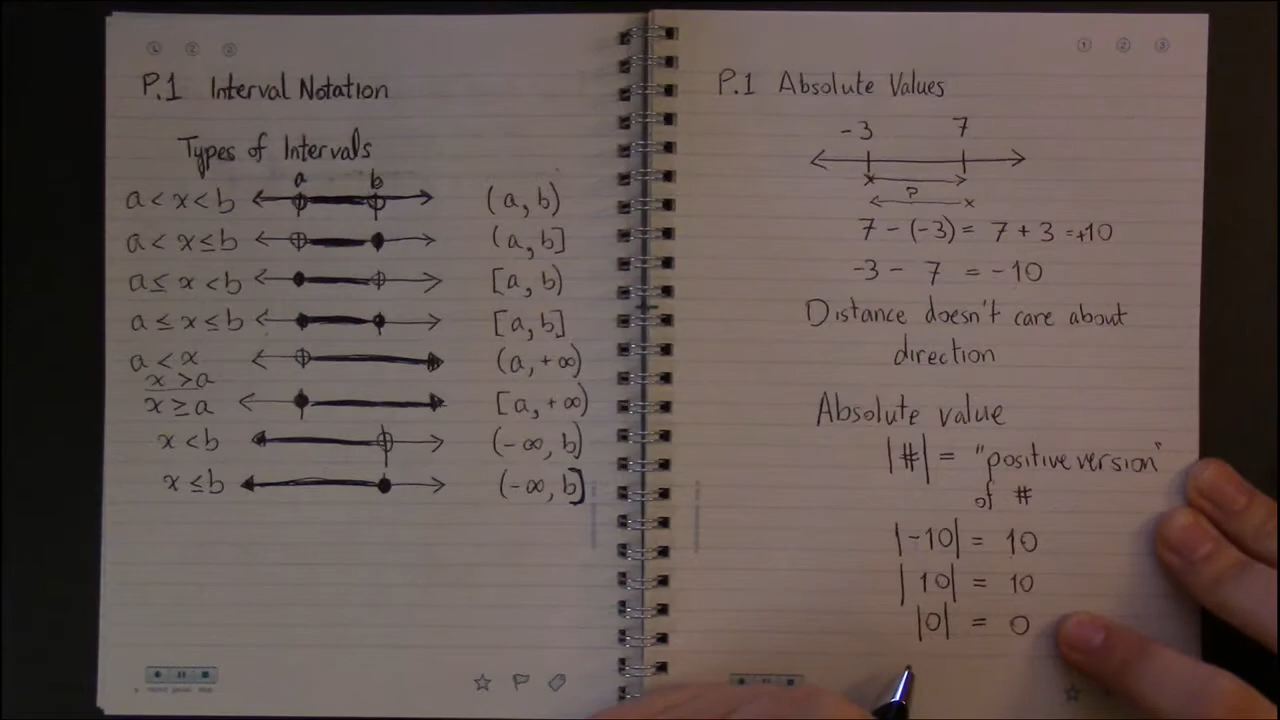 P.1 Interval Notation
Types of Intervals
a b
a < x < b (a, b)
a < x ≤ b (a, b]
a ≤ x < b [a, b)
a ≤ x ≤ b [a, b]
a < x (a, +∞)
x > a
x ≥ a [a, +∞)
x < b (-∞, b)
x ≤ b (-∞, b]
P.1 Absolute Values
-3 7
x
? x
7 - (-3) = 7 + 3 = +10
-3 - 7 = -10
Distance doesn't care about
direction
Absolute value
|#| = "positive version"
of #
|-10| = 10
|10| = 10
|0| = 0